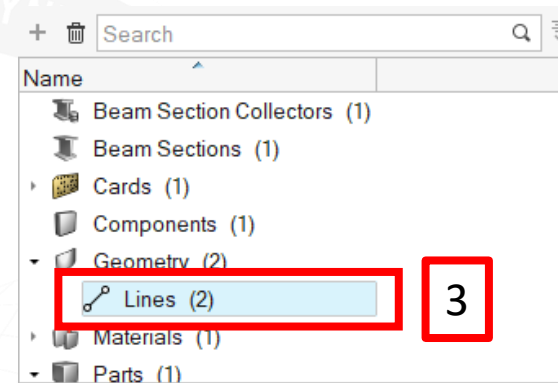 Search
Name
Beam Section Collectors (1)
Beam Sections (1)
Cards (1)
Components (1)
Geometry (2)
Lines (2)
3
Materials (1)
Parts (1)